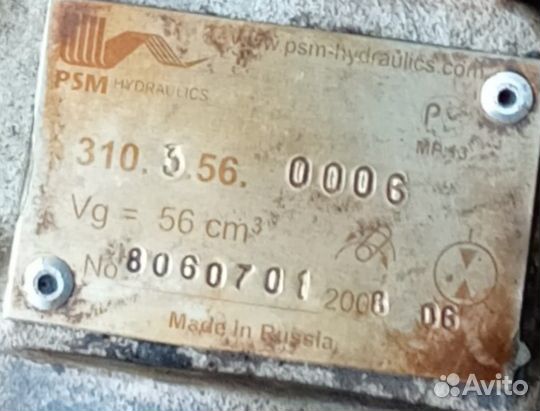 www.psm-hydraulics.com
PSM HYDRAULICS
310.3.56. 0006
Vg = 56 cm³
No 8060701 2008 06
Made in Russia
Avito